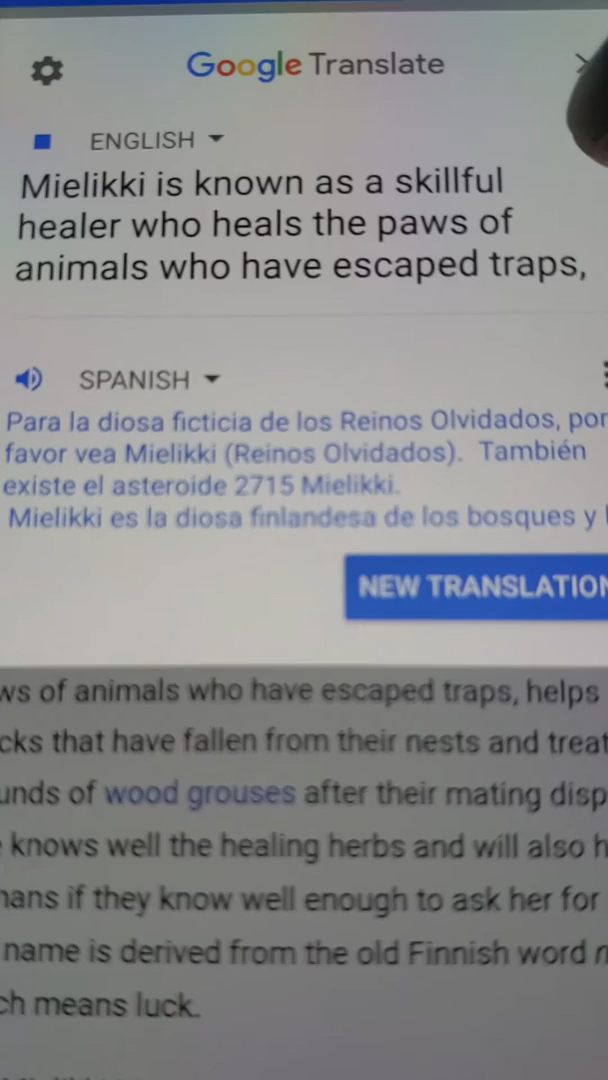 Google Translate
ENGLISH
Mielikki is known as a skillful
healer who heals the paws of
animals who have escaped traps,
SPANISH
Para la diosa ficticia de los Reinos Olvidados, por
favor vea Mielikki (Reinos Olvidados). También
existe el asteroide 2715 Mielikki.
Mielikki es la diosa finlandesa de los bosques y
NEW TRANSLATION
of animals who have escaped traps, helps
that have fallen from their nests and treat
of wood grouses after their mating
knows well the healing herbs and will also
if they know well enough to ask her for
name is derived from the old Finnish word
means luck.